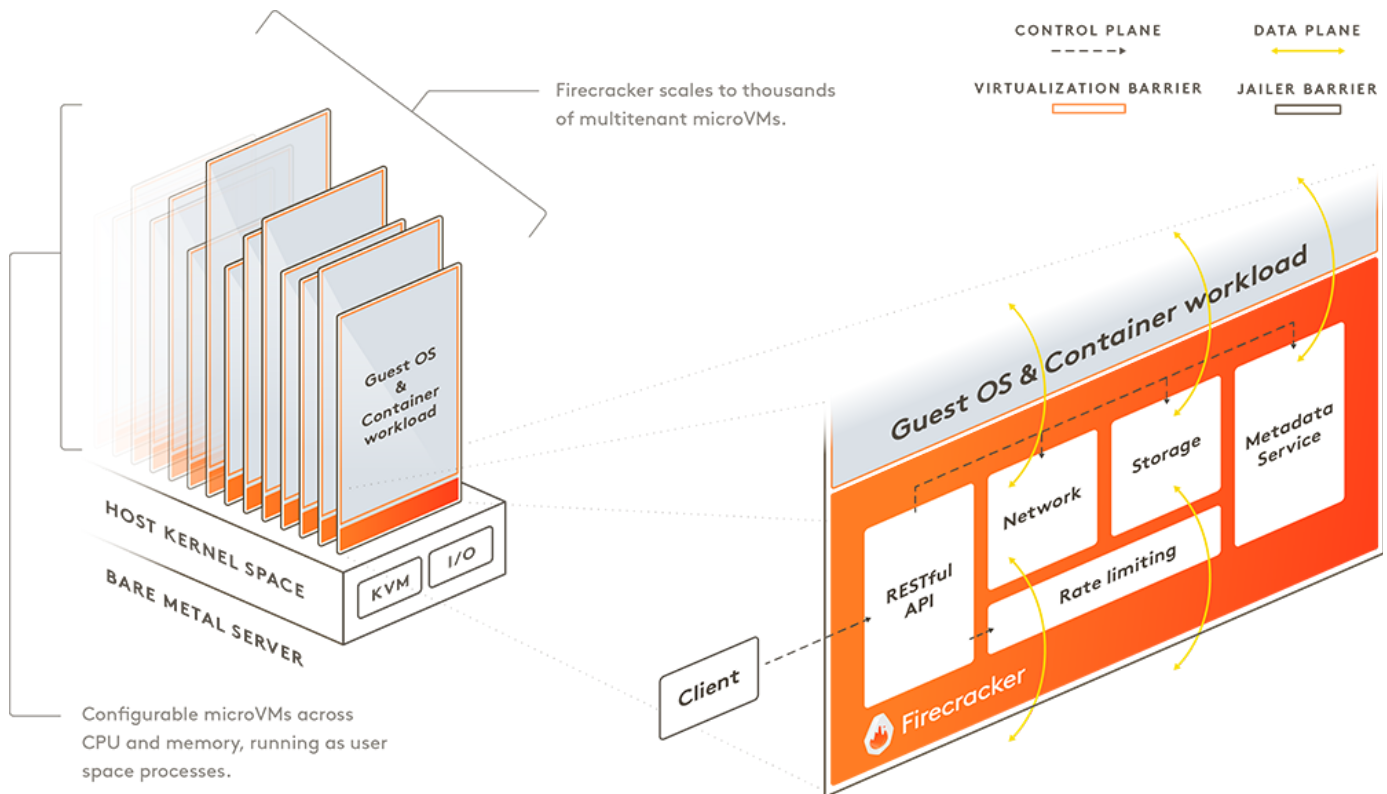 CONTROL PLANE
DATA PLANE
VIRTUALIZATION BARRIER
JAILER BARRIER
Firecracker scales to thousands
of multitenant microVMs.
Guest OS
&
Container
workload
HOST KERNEL SPACE
BARE METAL SERVER
KVM
I/O
Configurable microVMs across
CPU and memory, running as user
space processes.
Guest OS & Container workload
Client
RESTful
API
Network
Storage
Metadata
Service
Rate limiting
Firecracker